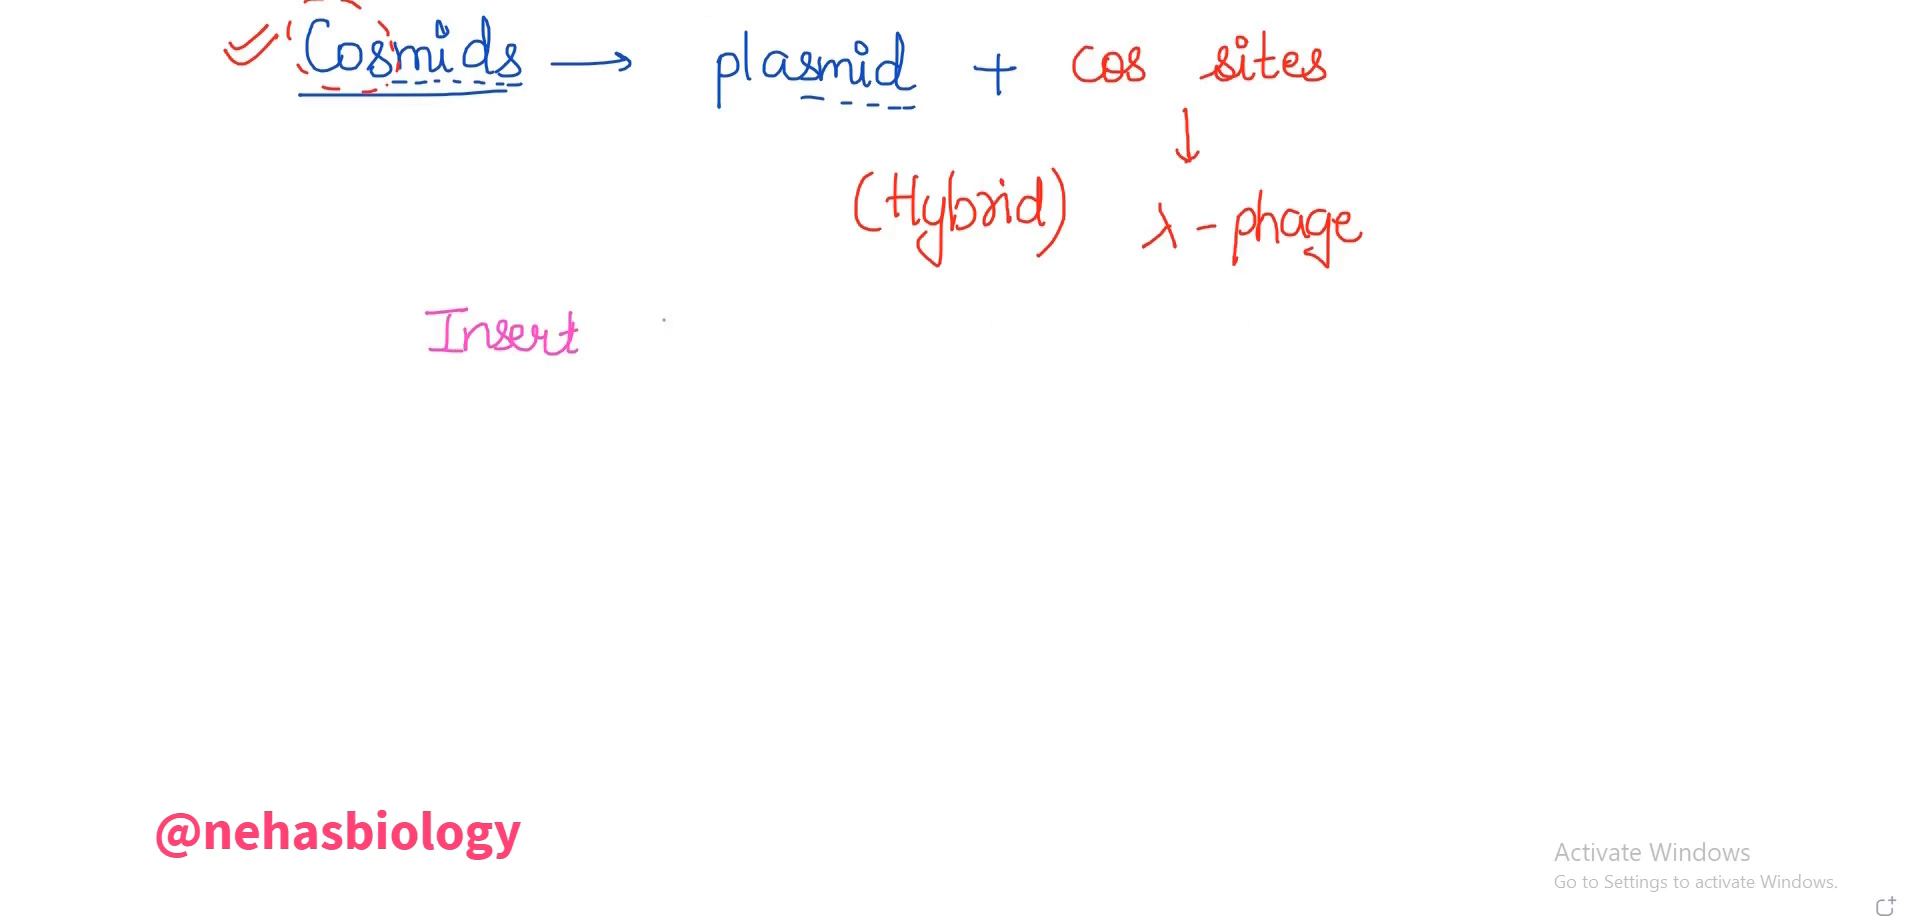 Cosmids → plasmid + cos sites
↓
(Hybrid) λ - phage
Insert
@nehasbiology
Activate Windows
Go to Settings to activate Windows.